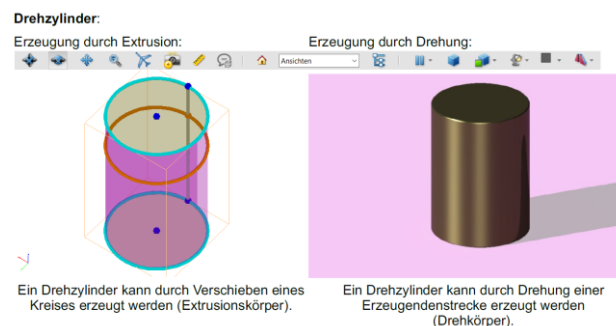 Drehzylinder:
Erzeugung durch Extrusion:
Erzeugung durch Drehung:
Ansichten
Ein Drehzylinder kann durch Verschieben eines
Kreises erzeugt werden (Extrusionskörper).
Ein Drehzylinder kann durch Drehung einer
Erzeugendenstrecke erzeugt werden
(Drehkörper).